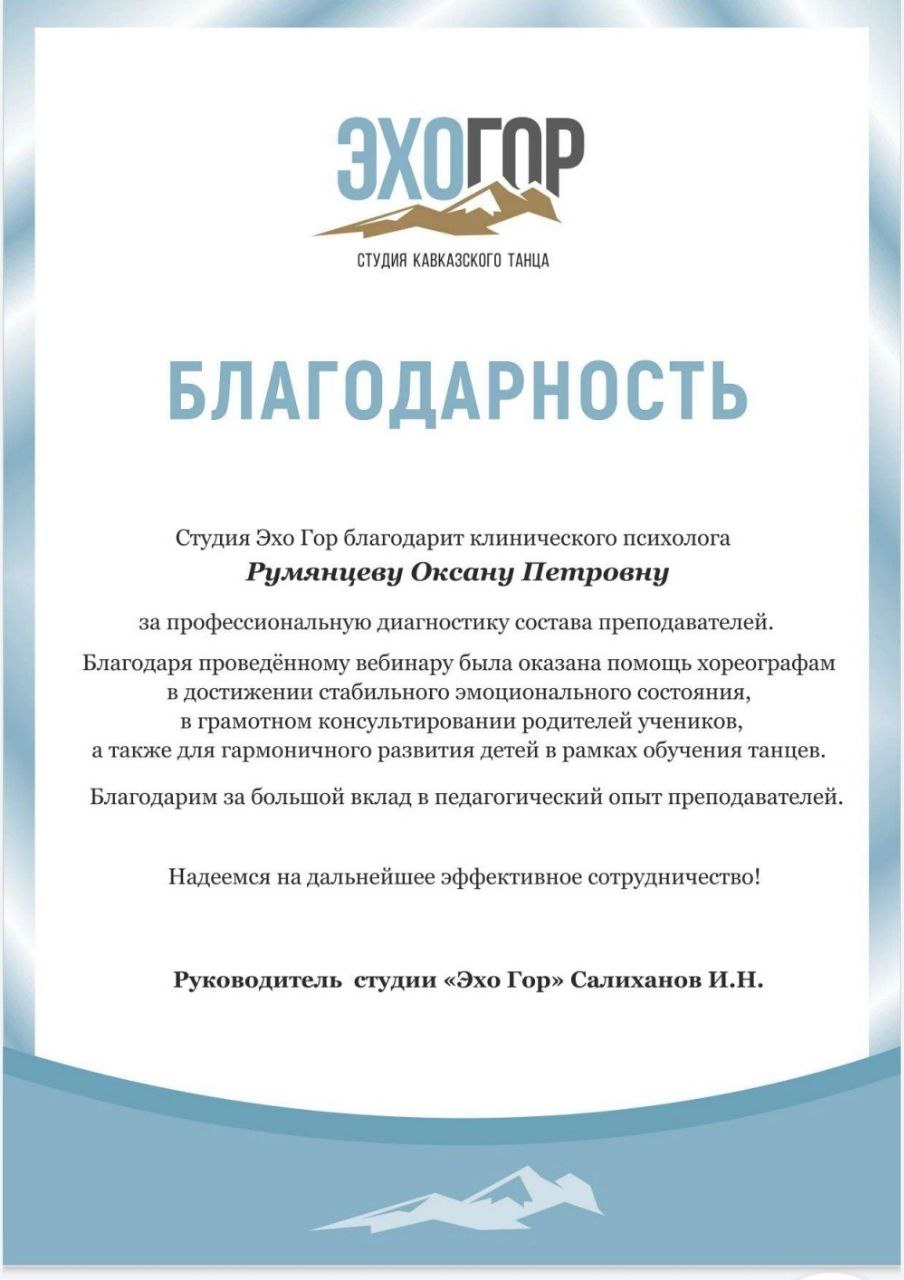 ЭХОГОР
СТУДИЯ КАВКАЗСКОГО ТАНЦА
БЛАГОДАРНОСТЬ
Студия Эхо Гор благодарит клинического психолога
Румянцеву Оксану Петровну
за профессиональную диагностику состава преподавателей.
Благодаря проведённому вебинару была оказана помощь хореографам
в достижении стабильного эмоционального состояния,
в грамотном консультировании родителей учеников,
а также для гармоничного развития детей в рамках обучения танцев.
Благодарим за большой вклад в педагогический опыт преподавателей.
Надеемся на дальнейшее эффективное сотрудничество!
Руководитель студии «Эхо Гор» Салиханов И.Н.